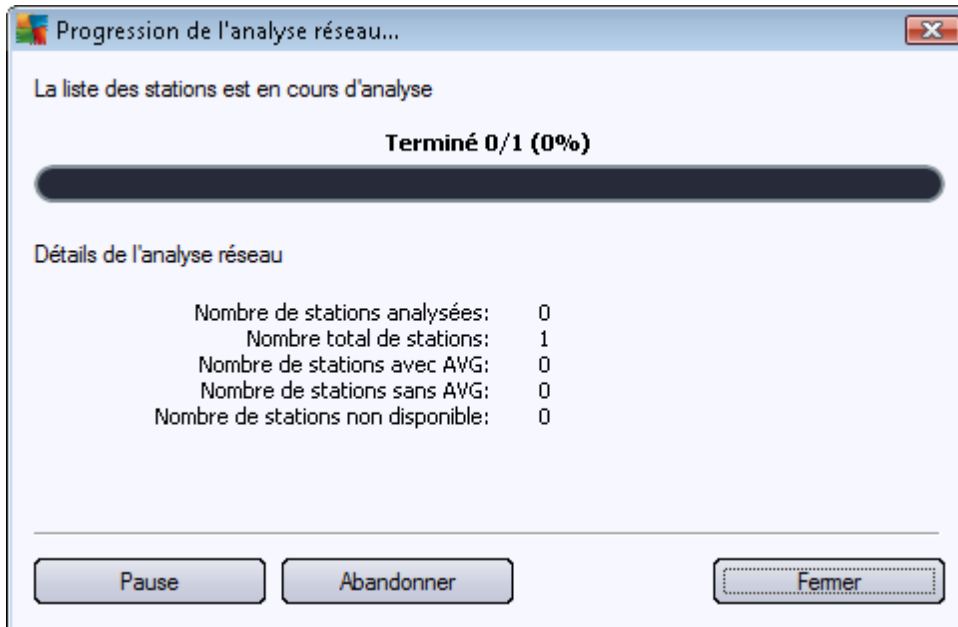 Progression de l'analyse réseau...
La liste des stations est en cours d'analyse
Terminé 0/1 (0%)
Détails de l'analyse réseau
Nombre de stations analysées: 0
Nombre total de stations: 1
Nombre de stations avec AVG: 0
Nombre de stations sans AVG: 0
Nombre de stations non disponible: 0
Pause Abandonner Fermer